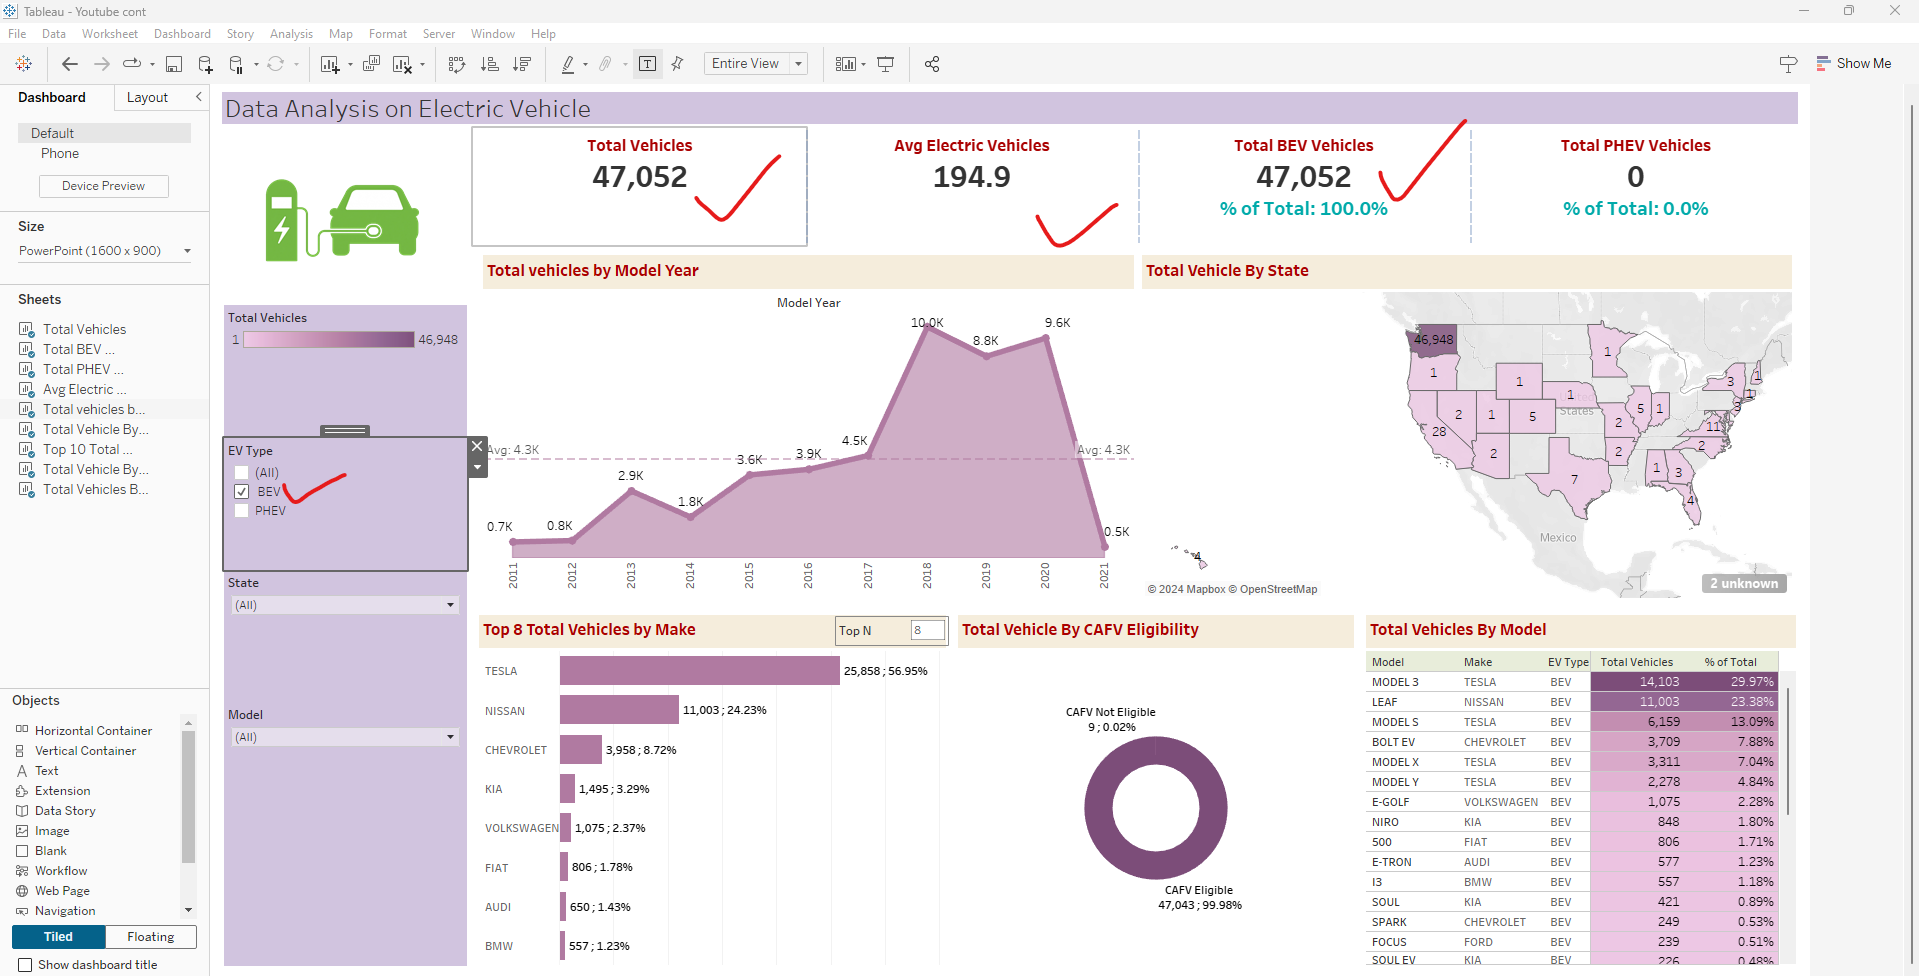 Tableau - Youtube cont
File Data Worksheet Dashboard Story Analysis Map Format Server Window Help
Entire View
Show Me
Dashboard Layout
Default
Phone
Device Preview
Size
PowerPoint (1600 x 900)
Sheets
Total Vehicles
Total BEV ...
Total PHEV ...
Avg Electric ...
Total vehicles b...
Total Vehicle By...
Top 10 Total ...
Total Vehicle By...
Total Vehicles B...
Objects
Horizontal Container
Vertical Container
Text
Extension
Data Story
Image
Blank
Workflow
Web Page
Navigation
Tiled Floating
Show dashboard title
Data Analysis on Electric Vehicle
Total Vehicles
47,052
Avg Electric Vehicles
194.9
Total BEV Vehicles
47,052
% of Total: 100.0%
Total PHEV Vehicles
0
% of Total: 0.0%
Total Vehicles
1 46,948
EV Type
(All)
BEV
PHEV
State
(All)
Model
(All)
Total vehicles by Model Year
Model Year
10.0K
9.6K
8.8K
4.5K
Avg: 4.3K Avg: 4.3K
3.9K
3.6K
2.9K
1.8K
0.7K 0.8K 0.5K
2011 2012 2013 2014 2015 2016 2017 2018 2019 2020 2021
Total Vehicle By State
46,948
1
1
3
1
1
1
1
3
2
1
5
5
1
2
11
28
2
2
2
7
1
3
4
4
United
States
Mexico
2 unknown
© 2024 Mapbox © OpenStreetMap
Top 8 Total Vehicles by Make
Top N 8
TESLA 25,858 ; 56.95%
NISSAN 11,003 ; 24.23%
CHEVROLET 3,958 ; 8.72%
KIA 1,495 ; 3.29%
VOLKSWAGEN 1,075 ; 2.37%
FIAT 806 ; 1.78%
AUDI 650 ; 1.43%
BMW 557 ; 1.23%
Total Vehicle By CAFV Eligibility
CAFV Not Eligible
9 ; 0.02%
CAFV Eligible
47,043 ; 99.98%
Total Vehicles By Model
Model Make EV Type Total Vehicles % of Total
MODEL 3 TESLA BEV 14,103 29.97%
LEAF NISSAN BEV 11,003 23.38%
MODEL S TESLA BEV 6,159 13.09%
BOLT EV CHEVROLET BEV 3,709 7.88%
MODEL X TESLA BEV 3,311 7.04%
MODEL Y TESLA BEV 2,278 4.84%
E-GOLF VOLKSWAGEN BEV 1,075 2.28%
NIRO KIA BEV 848 1.80%
500 FIAT BEV 806 1.71%
E-TRON AUDI BEV 577 1.23%
I3 BMW BEV 557 1.18%
SOUL KIA BEV 421 0.89%
SPARK CHEVROLET BEV 249 0.53%
FOCUS FORD BEV 239 0.51%
SOUL EV KIA BEV 226 0.48%